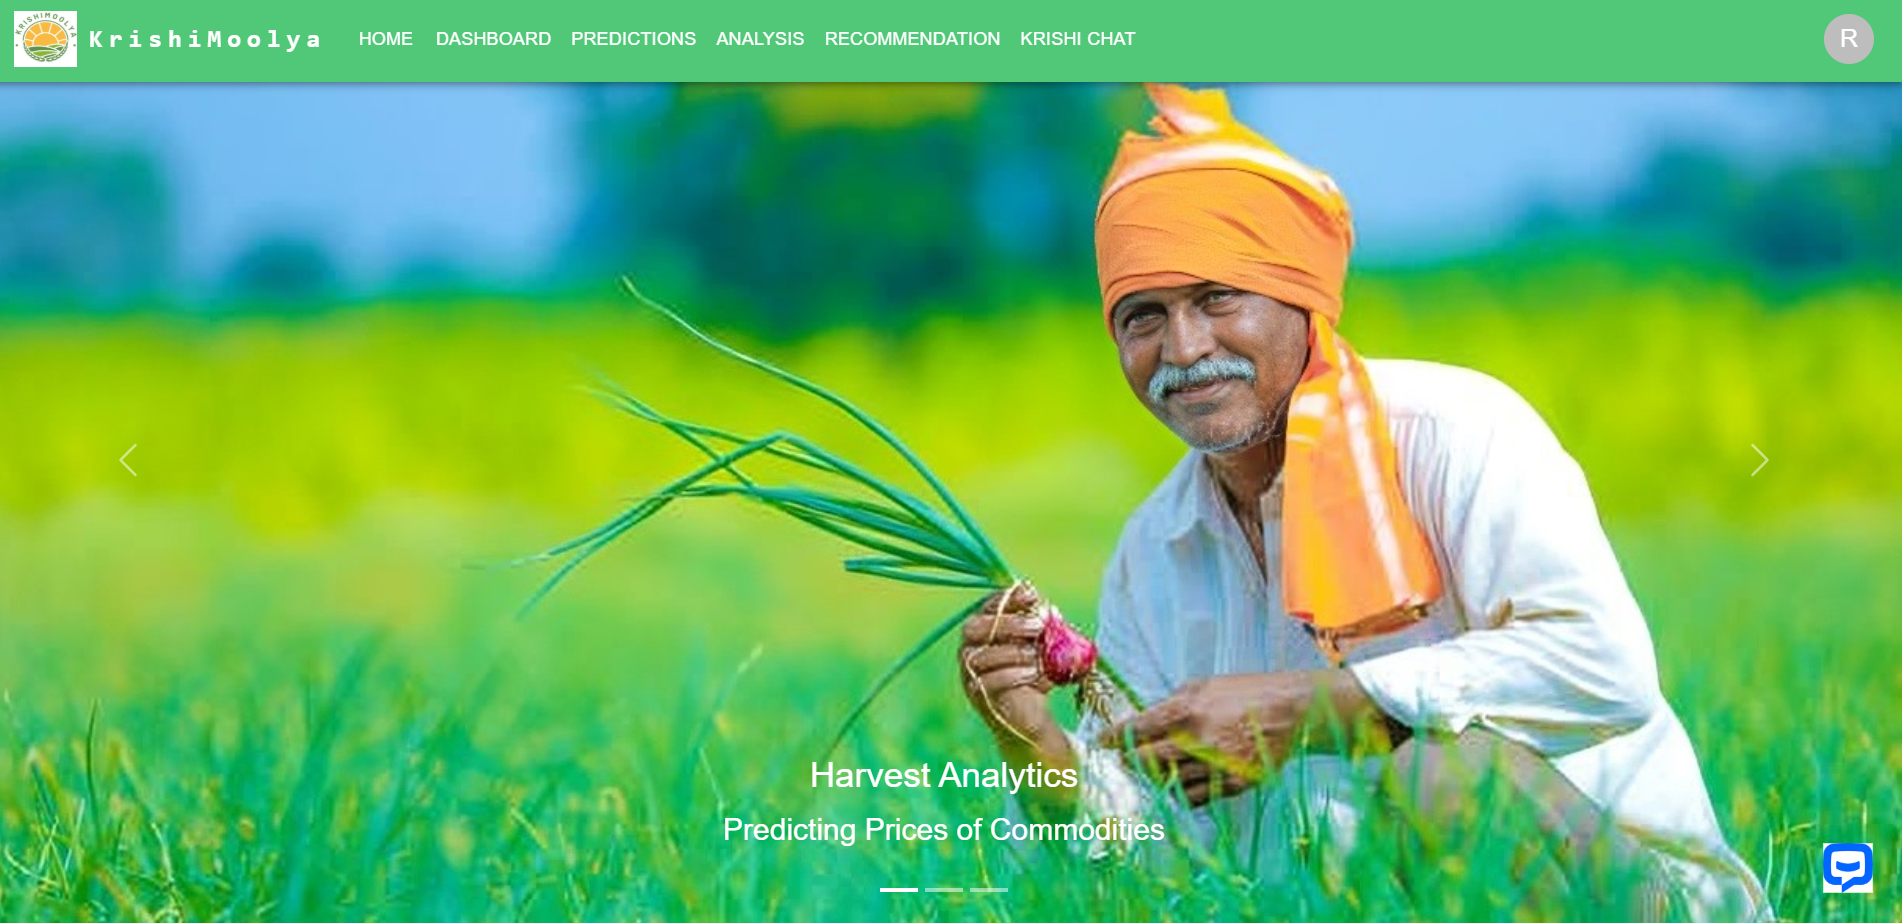 KRISHIMOOLYA
KrishiMoolya HOME DASHBOARD PREDICTIONS ANALYSIS RECOMMENDATION KRISHI CHAT R
Harvest Analytics
Predicting Prices of Commodities